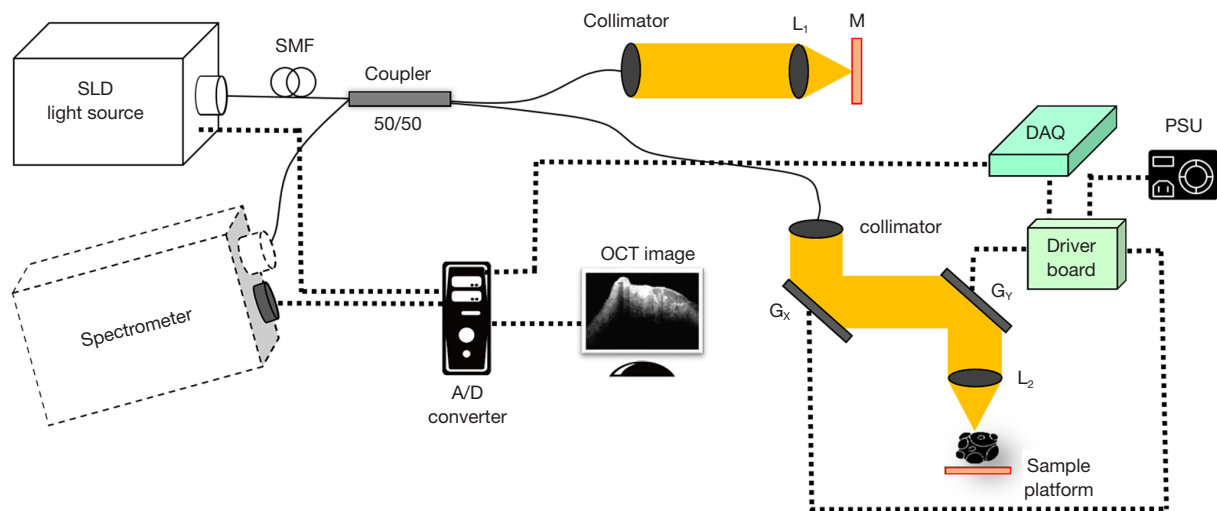 SLD
light source
SMF
Coupler
50/50
Collimator
L₁
M
DAQ
PSU
Driver
board
collimator
Gₓ
G_Y
L₂
Sample
platform
OCT image
A/D
converter
Spectrometer